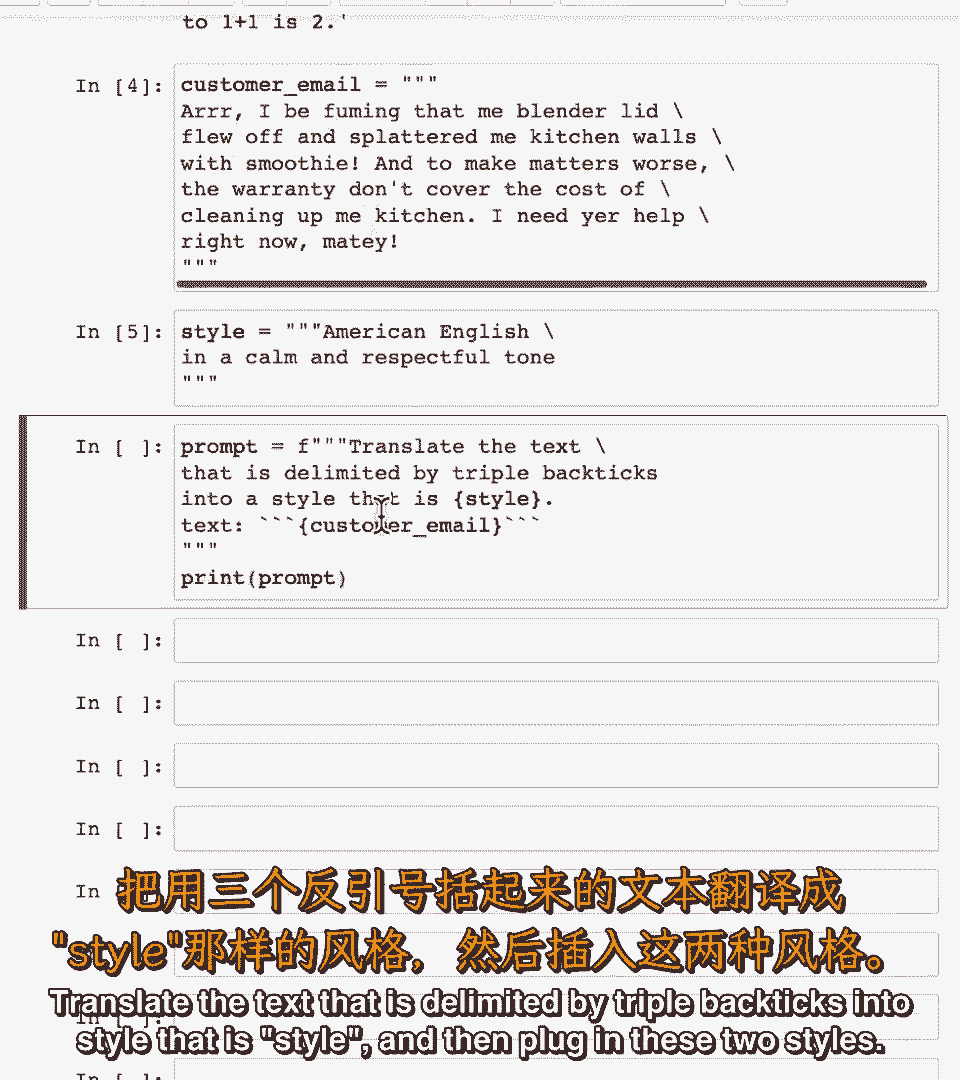 to 1+1 is 2.'
In [4]:
customer_email = """
Arrr, I be fuming that me blender lid \
flew off and splattered me kitchen walls \
with smoothie! And to make matters worse, \
the warranty don't cover the cost of \
cleaning up me kitchen. I need yer help \
right now, matey!
"""
In [5]:
style = """American English \
in a calm and respectful tone
"""
In [ ]:
prompt = f"""Translate the text \
that is delimited by triple backticks
into a style that is {style}.
text: ```{customer_email}```
"""
print(prompt)
In [ ]:
In [ ]:
In [ ]:
In [ ]:
In
把用三个反引号括起来的文本翻译成
"style"那样的风格，然后插入这两种风格。
Translate the text that is delimited by triple backticks into
style that is "style", and then plug in these two styles.